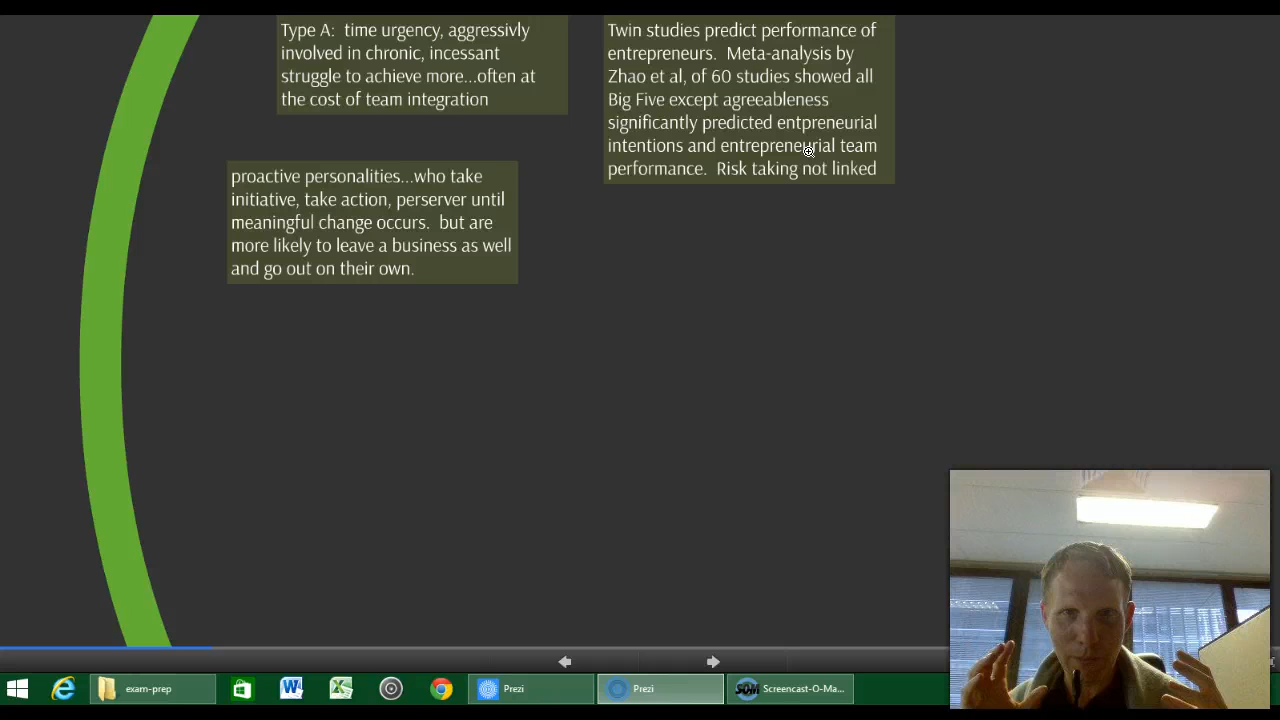 Type A:  time urgency, aggressivly
involved in chronic, incessant
struggle to achieve more...often at
the cost of team integration
Twin studies predict performance of
entrepreneurs.  Meta-analysis by
Zhao et al, of 60 studies showed all
Big Five except agreeableness
significantly predicted entpreneurial
intentions and entrepreneurial team
performance.  Risk taking not linked
proactive personalities...who take
initiative, take action, perserver until
meaningful change occurs.  but are
more likely to leave a business as well
and go out on their own.
exam-prep
Prezi
Prezi
SOM
Screencast-O-Ma...